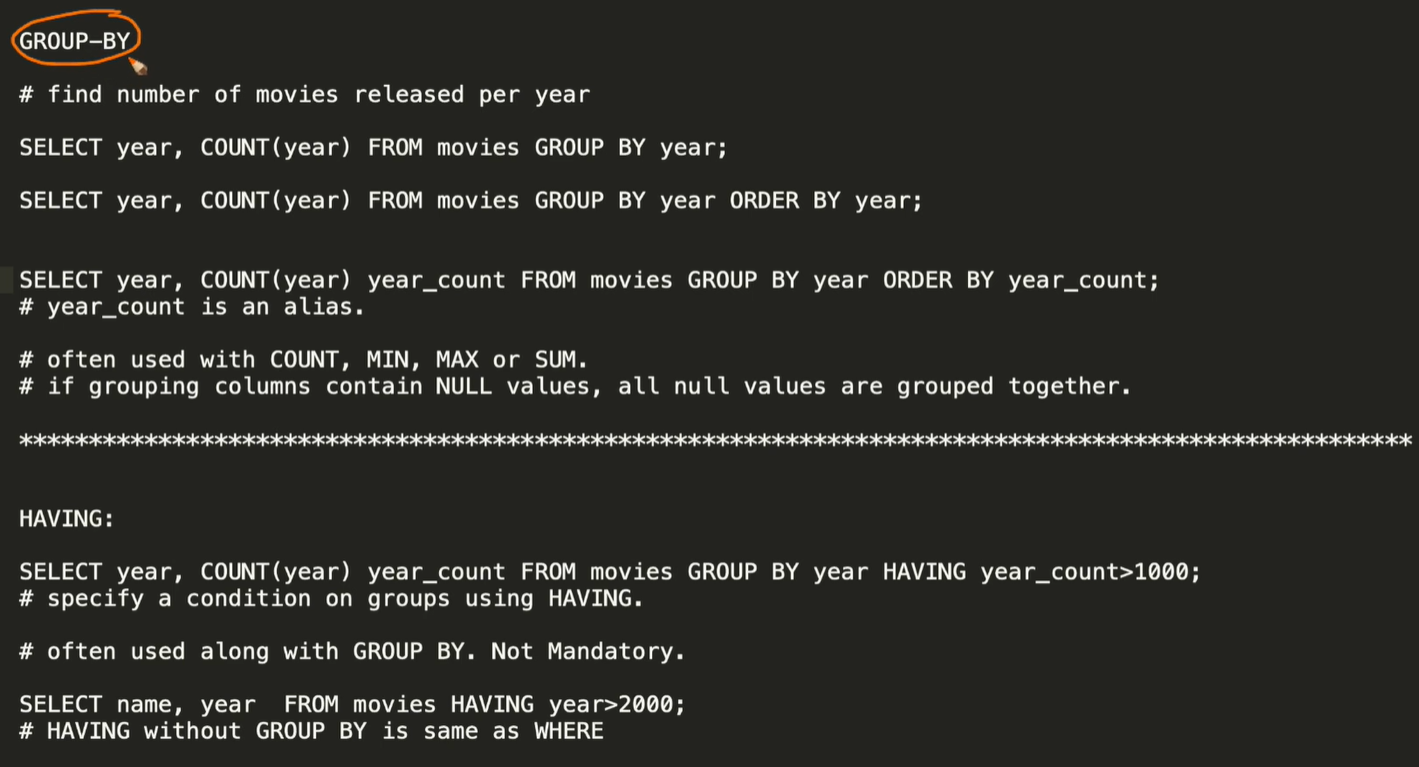 GROUP-BY
# find number of movies released per year
SELECT year, COUNT(year) FROM movies GROUP BY year;
SELECT year, COUNT(year) FROM movies GROUP BY year ORDER BY year;
SELECT year, COUNT(year) year_count FROM movies GROUP BY year ORDER BY year_count;
# year_count is an alias.
# often used with COUNT, MIN, MAX or SUM.
# if grouping columns contain NULL values, all null values are grouped together.
****************************************************************************************************
HAVING:
SELECT year, COUNT(year) year_count FROM movies GROUP BY year HAVING year_count>1000;
# specify a condition on groups using HAVING.
# often used along with GROUP BY. Not Mandatory.
SELECT name, year  FROM movies HAVING year>2000;
# HAVING without GROUP BY is same as WHERE